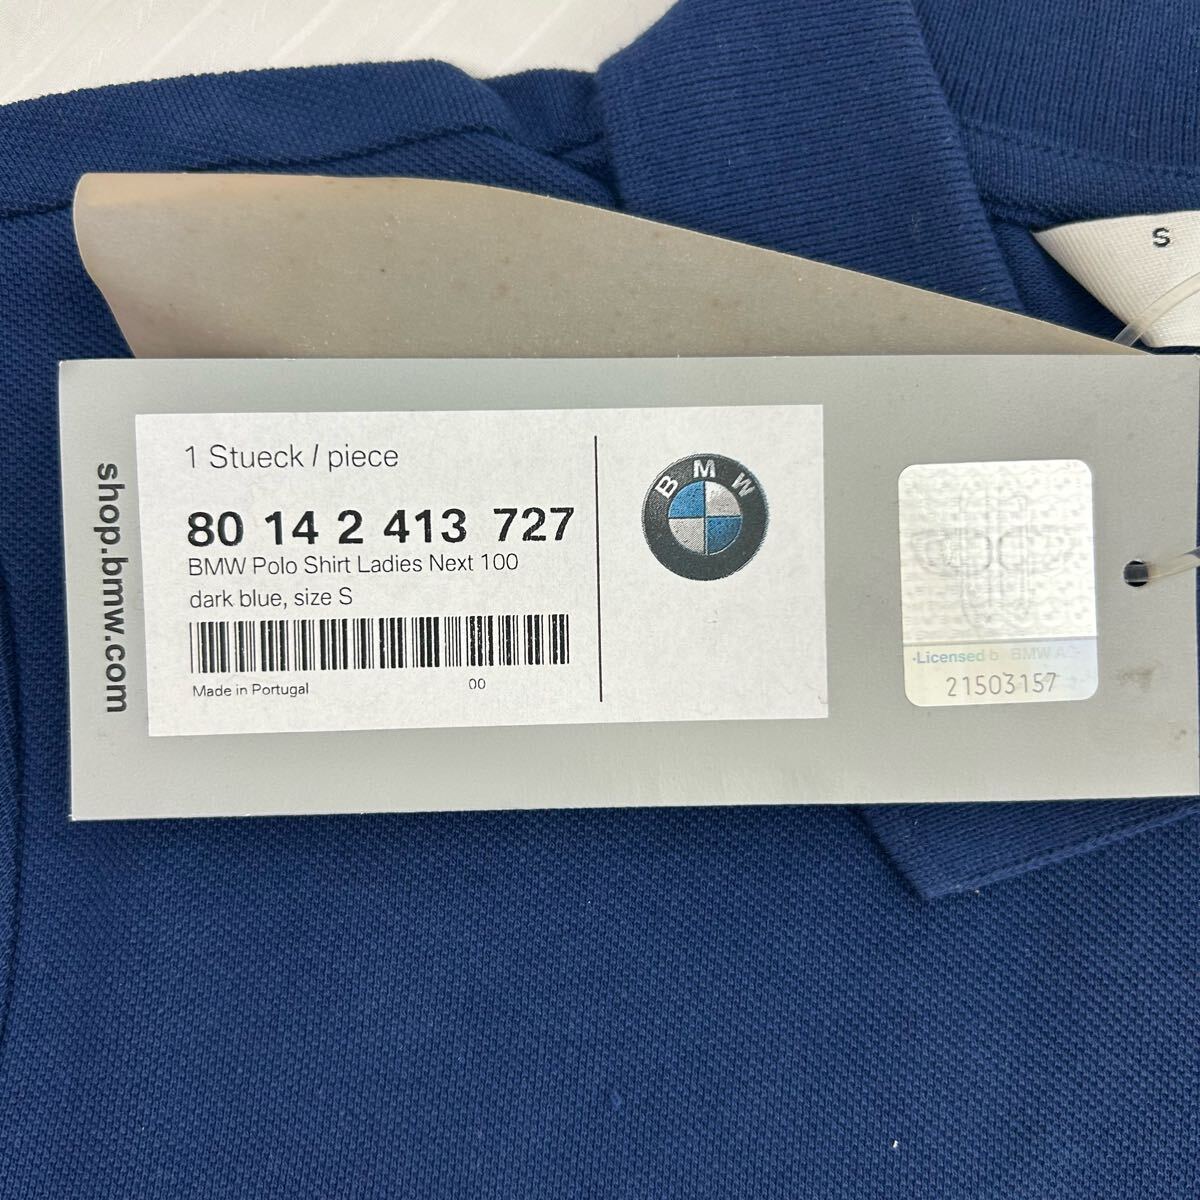 S
shop.bmw.com
1 Stueck / piece
80 14 2 413 727
BMW Polo Shirt Ladies Next 100
dark blue, size S
Made in Portugal
00
BMW
Licensed b BMW A
21503157